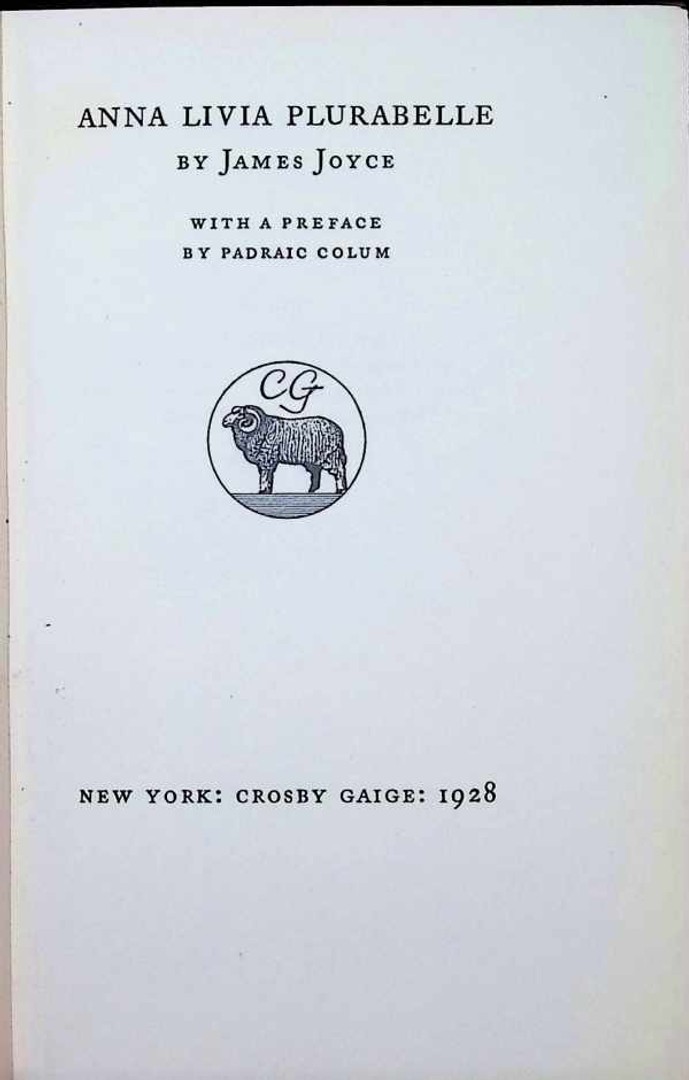 ANNA LIVIA PLURABELLE
BY JAMES JOYCE
WITH A PREFACE
BY PADRAIC COLUM
CG
NEW YORK: CROSBY GAIGE: 1928